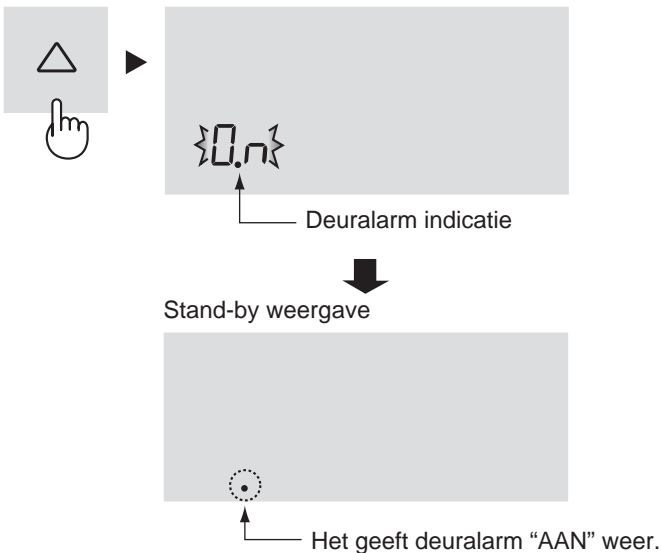 0.n
Deuralarm indicatie
Stand-by weergave
Het geeft deuralarm “AAN” weer.